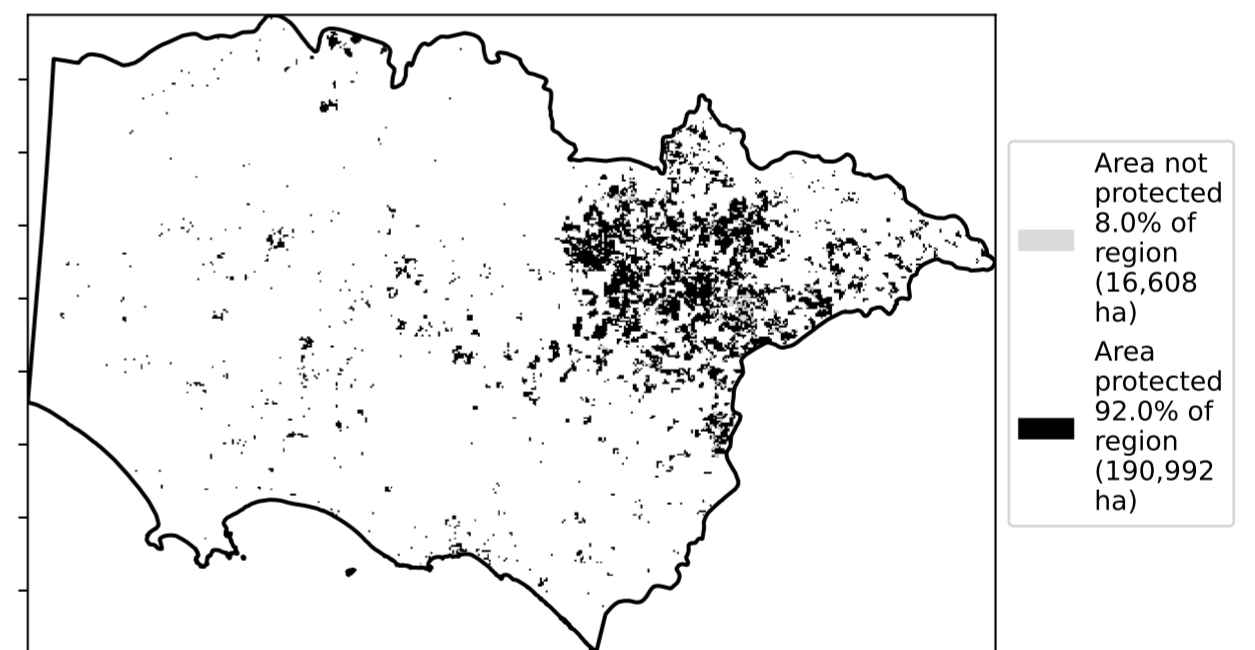 Area not
protected
8.0% of
region
(16,608
ha)
Area
protected
92.0% of
region
(190,992
ha)